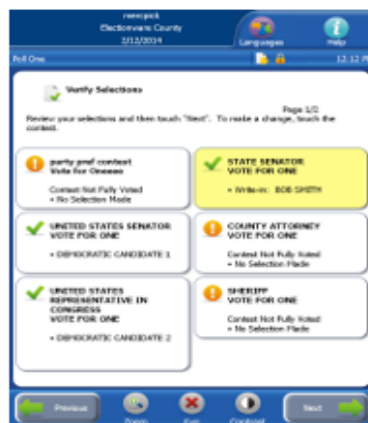 Electionware County
2/12/2014
Languages
Help
Poll One
12:12 PM
Verify Selections
Page 1/2
Review your selections and then touch "Next". To make a change, touch the
contest.
party pref contest
Vote for Oneeee
Contest Not Fully Voted
• No Selection Made
STATE SENATOR
VOTE FOR ONE
• Write-in: BOB SMITH
UNITED STATES SENATOR
VOTE FOR ONE
• DEMOCRATIC CANDIDATE 1
COUNTY ATTORNEY
VOTE FOR ONE
Contest Not Fully Voted
• No Selection Made
UNITED STATES
REPRESENTATIVE IN
CONGRESS
VOTE FOR ONE
• DEMOCRATIC CANDIDATE 2
SHERIFF
VOTE FOR ONE
Contest Not Fully Voted
• No Selection Made
Previous
Zoom
Exit
Contrast
Next